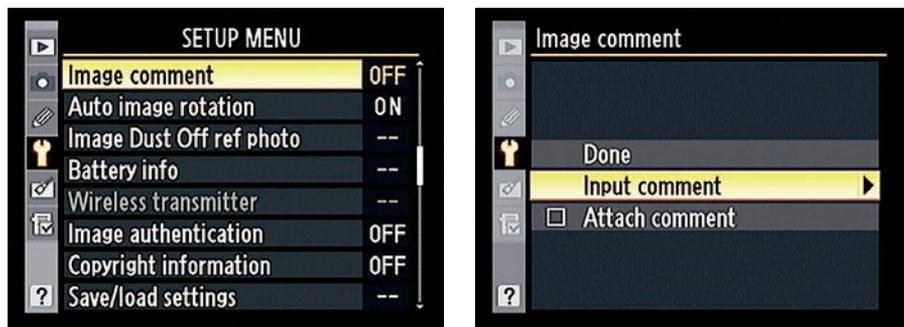 SETUP MENU
Image comment OFF
Auto image rotation ON
Image Dust Off ref photo --
Battery info --
Wireless transmitter --
Image authentication OFF
Copyright information OFF
Save/load settings --
?
Image comment
Done
Input comment
Attach comment
?